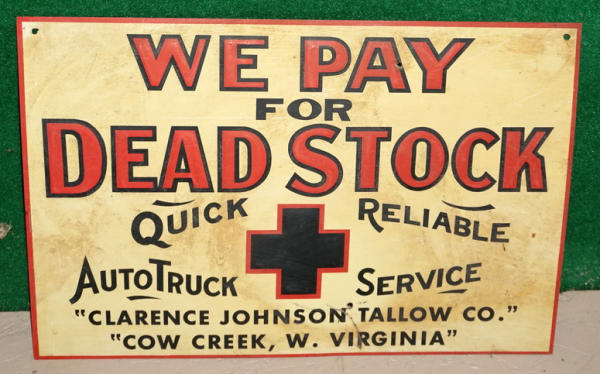 WE PAY
FOR
DEAD STOCK
QUICK RELIABLE
AUTOTRUCK SERVICE
"CLARENCE JOHNSON TALLOW CO."
"COW CREEK, W. VIRGINIA"